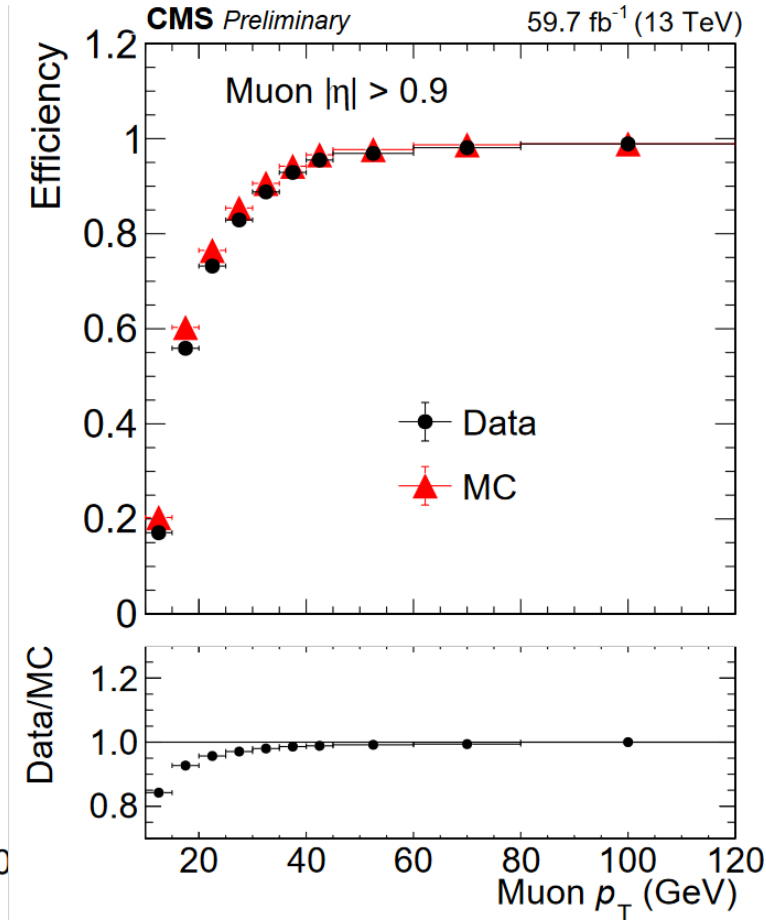 CMS Preliminary 59.7 fb⁻¹ (13 TeV)
Efficiency
1.2
1
0.8
0.6
0.4
0.2
0
Muon |η| > 0.9
Data
MC
Data/MC
1.2
1.0
0.8
0
20 40 60 80 100 120
Muon p_T (GeV)